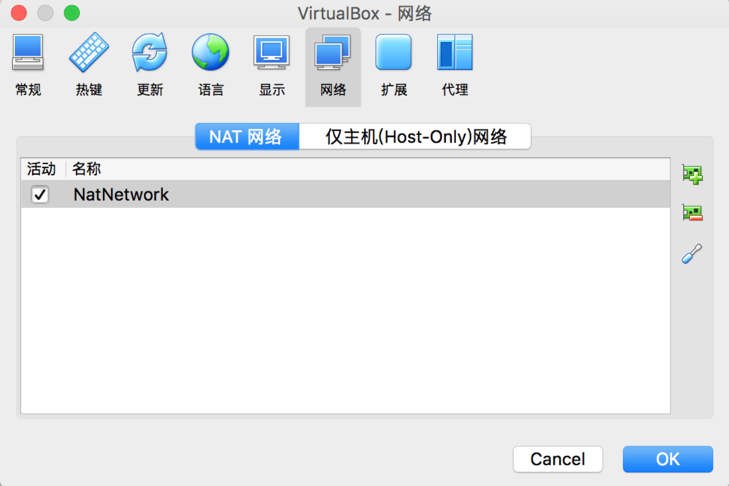 VirtualBox - 网络
常规 热键 更新 语言 显示 网络 扩展 代理
NAT 网络 仅主机(Host-Only)网络
活动 名称
NatNetwork
Cancel OK